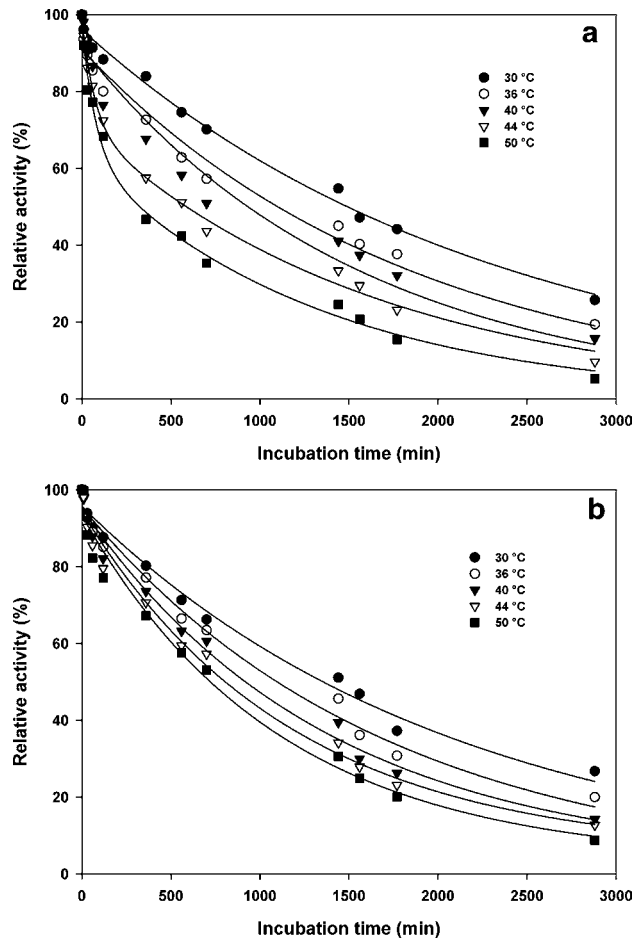 a
100
80
60
40
20
0
Relative activity (%)
30 °C
36 °C
40 °C
44 °C
50 °C
0 500 1000 1500 2000 2500 3000
Incubation time (min)
b
100
80
60
40
20
0
Relative activity (%)
30 °C
36 °C
40 °C
44 °C
50 °C
0 500 1000 1500 2000 2500 3000
Incubation time (min)